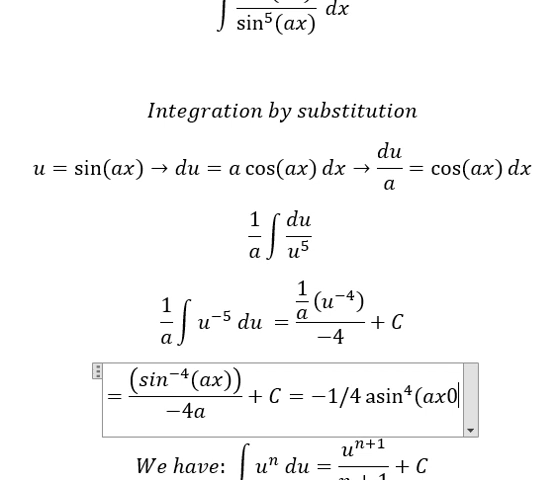 ∫ / sin⁵(ax) dx
Integration by substitution
u = sin(ax) → du = a cos(ax) dx → du/a = cos(ax) dx
1/a ∫ du/u⁵
1/a ∫ u⁻⁵ du = 1/a (u⁻⁴)/−4 + C
= (sin⁻⁴(ax))/−4a + C = −1/4 asin⁴(ax0
We have: ∫ uⁿ du = uⁿ⁺¹/n + 1 + C